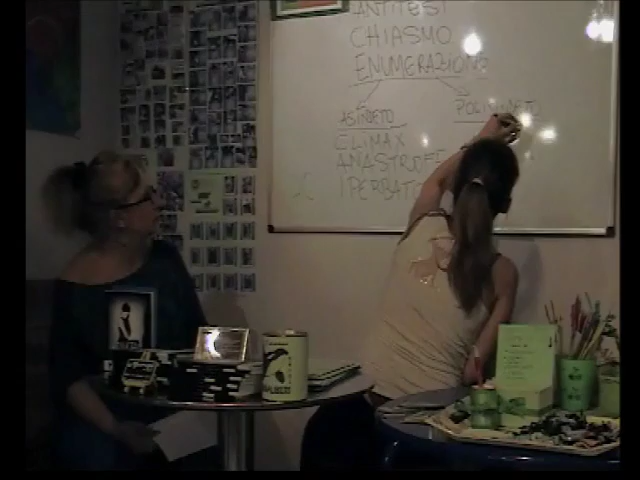 ANTITESI
CHIASMO
ENUMERAZIONE
ASINDETO POLISINDETO
CLIMAX
ANASTROFE
IPERBATO